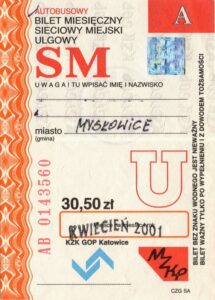 AUTOBUSOWY
BILET MIESIĘCZNY
SIECIOWY MIEJSKI
ULGOWY
A
SM
UWAGA! TU WPISAĆ IMIĘ I NAZWISKO
miasto MYSŁOWICE
(gmina)
U
30,50 zł
KWIECIEŃ 2001
KZK GOP Katowice
AB 0143560
BILET BEZ ZNAKU WODNEGO JEST NIEWAŻNY
BILET WAŻNY TYLKO PO WYPEŁNIENIU I Z DOWODEM TOŻSAMOŚCI
CZG SA